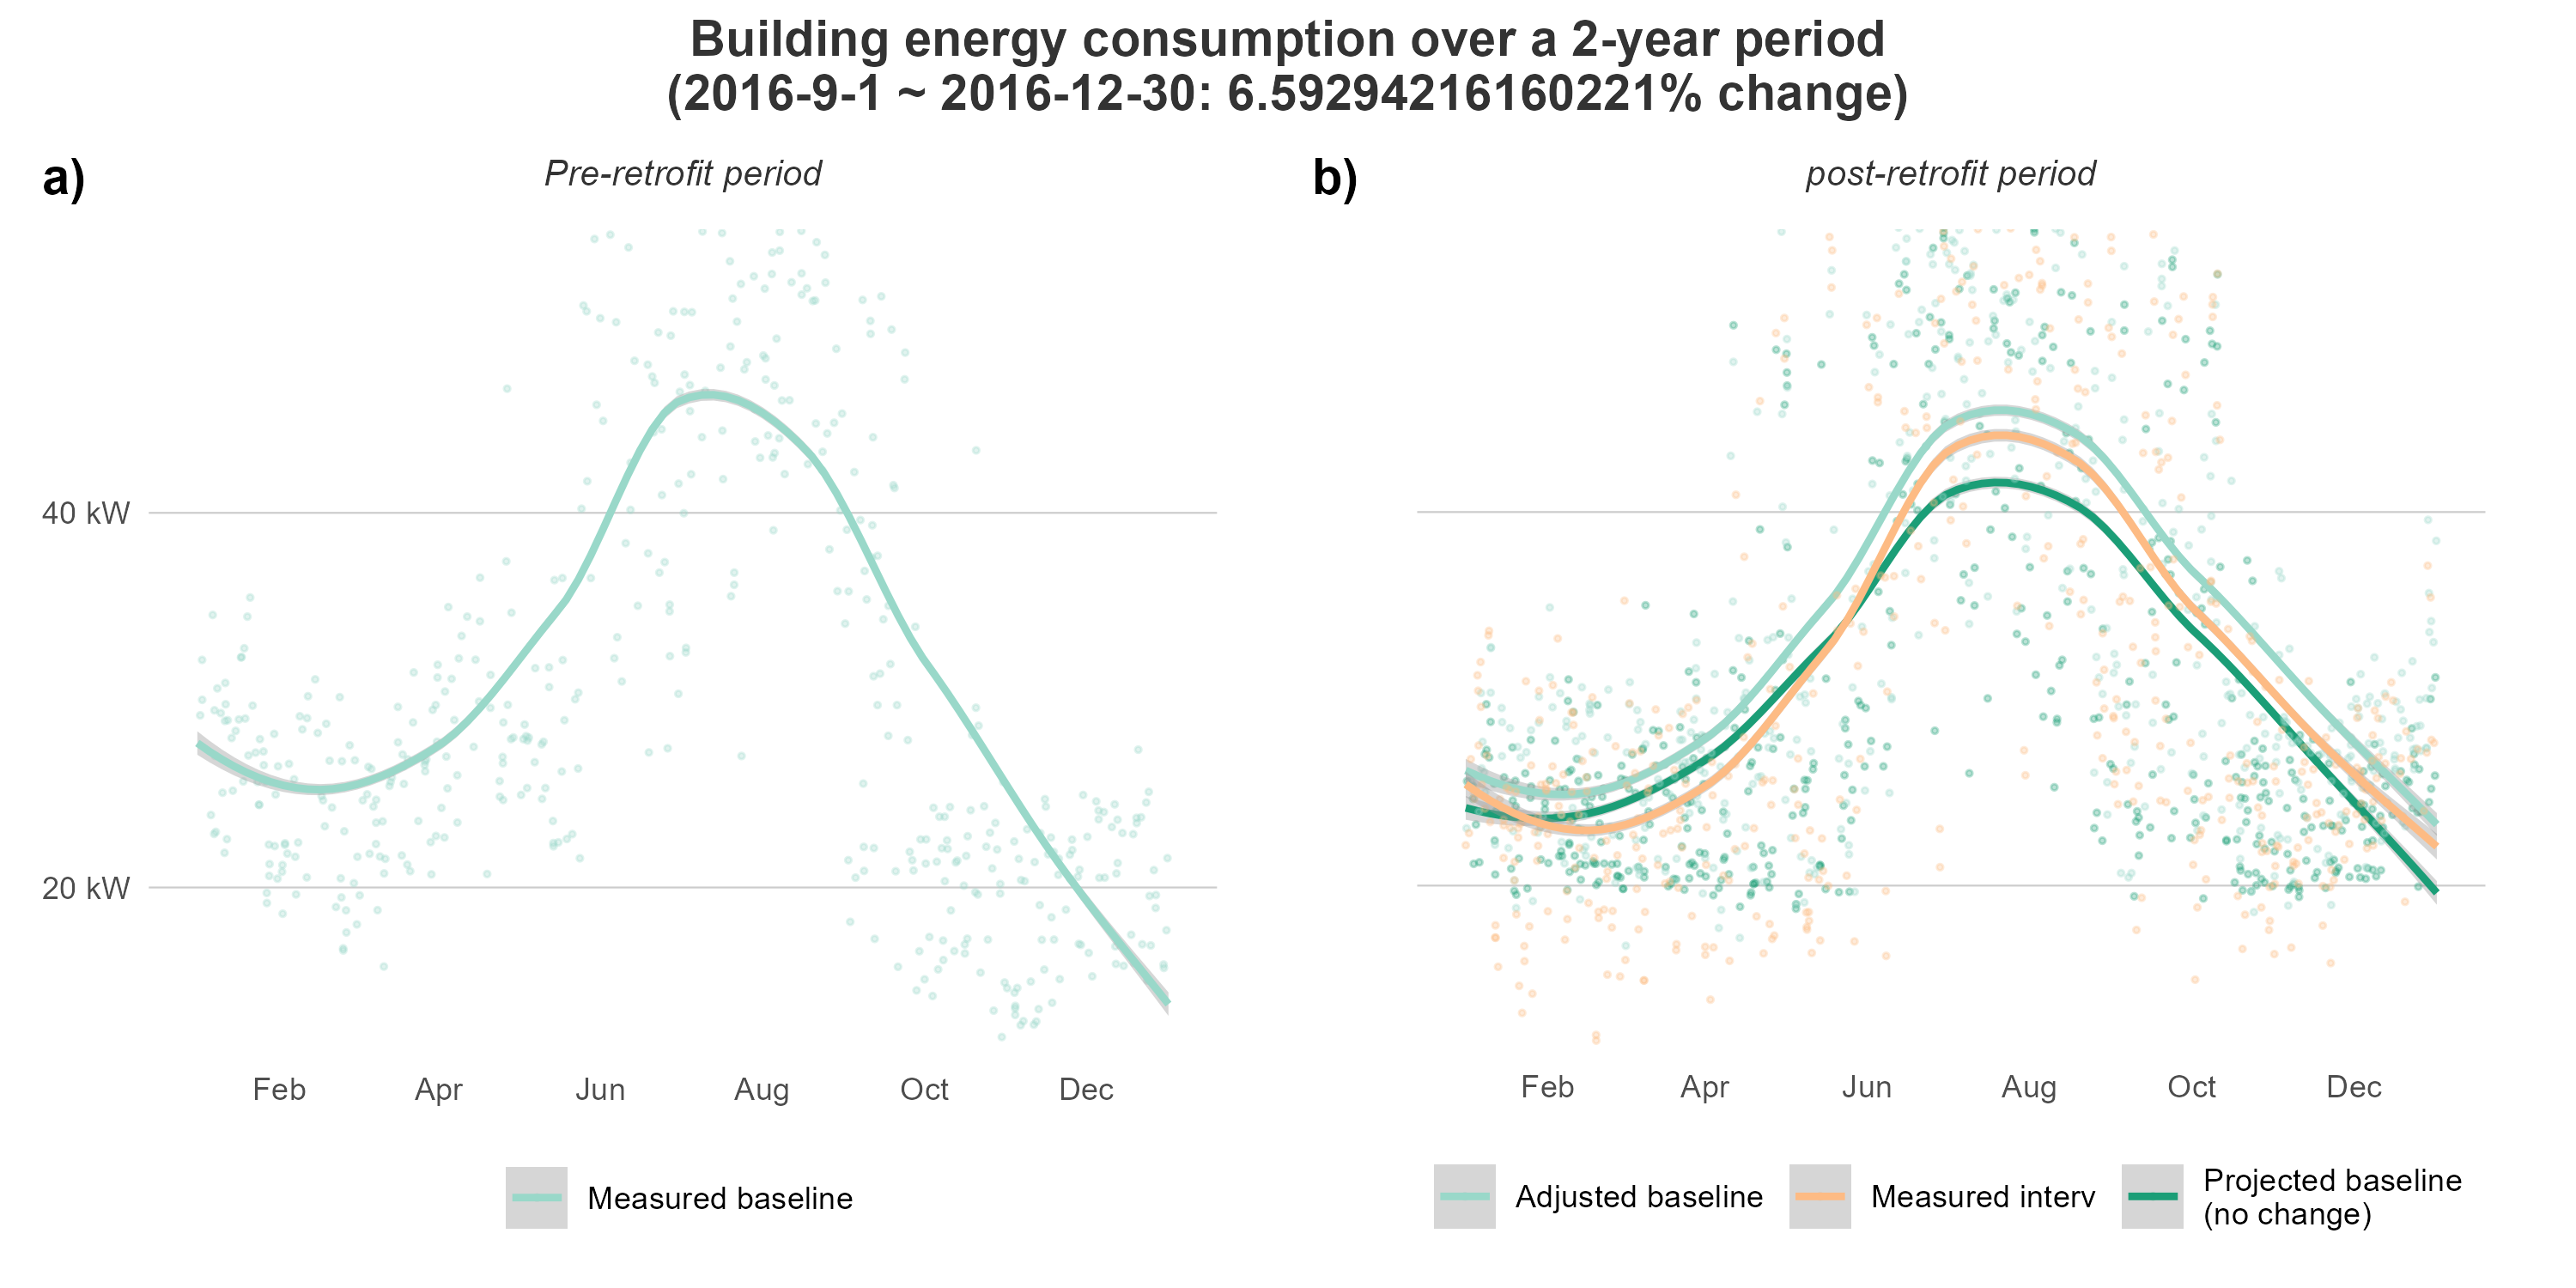 Building energy consumption over a 2-year period
(2016-9-1 ~ 2016-12-30: 6.59294216160221% change)
a)
Pre-retrofit period
40 kW
20 kW
Feb
Apr
Jun
Aug
Oct
Dec
Measured baseline
b)
post-retrofit period
Feb
Apr
Jun
Aug
Oct
Dec
Adjusted baseline
Measured interv
Projected baseline
(no change)